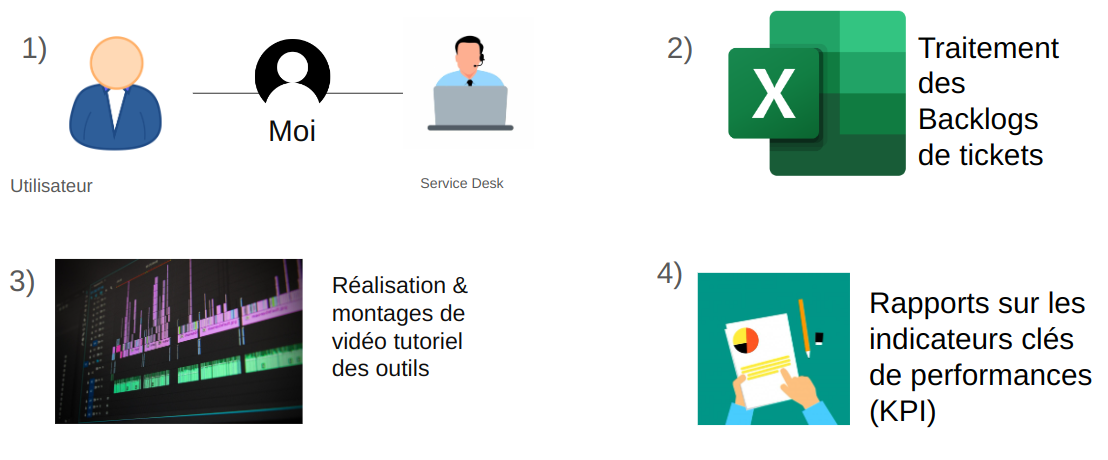 1)
Moi
Utilisateur
Service Desk
2)
X
Traitement
des
Backlogs
de tickets
3)
Réalisation &
montages de
vidéo tutoriel
des outils
4)
Rapports sur les
indicateurs clés
de performances
(KPI)